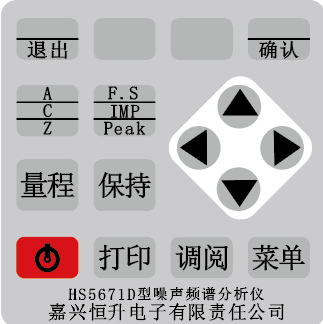 退出
确认
A
C
Z
F.S
IMP
Peak
量程
保持
打印
调阅
菜单
HS5671D型噪声频谱分析仪
嘉兴恒升电子有限责任公司